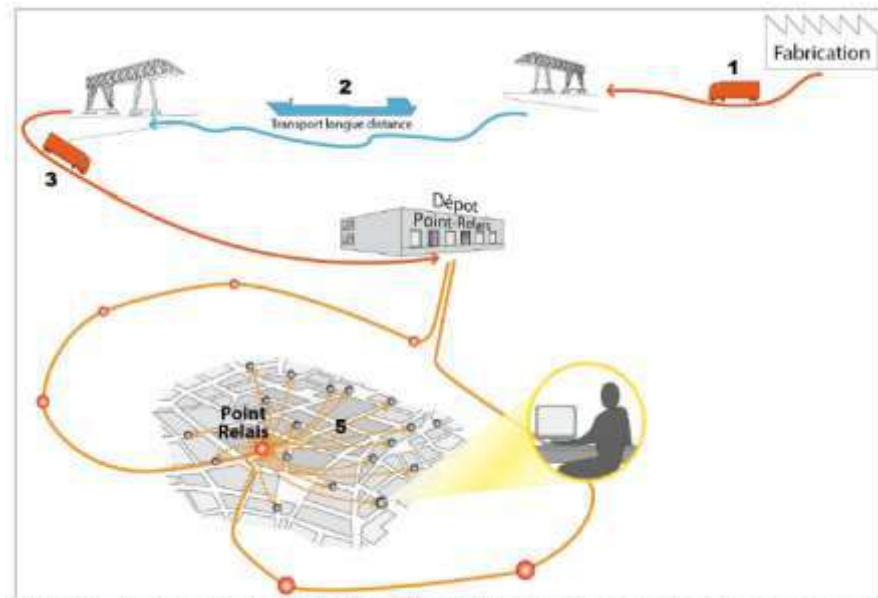 Fabrication
1
2
Transport longue distance
3
Dépot
Point-Relais
Point
Relais
5